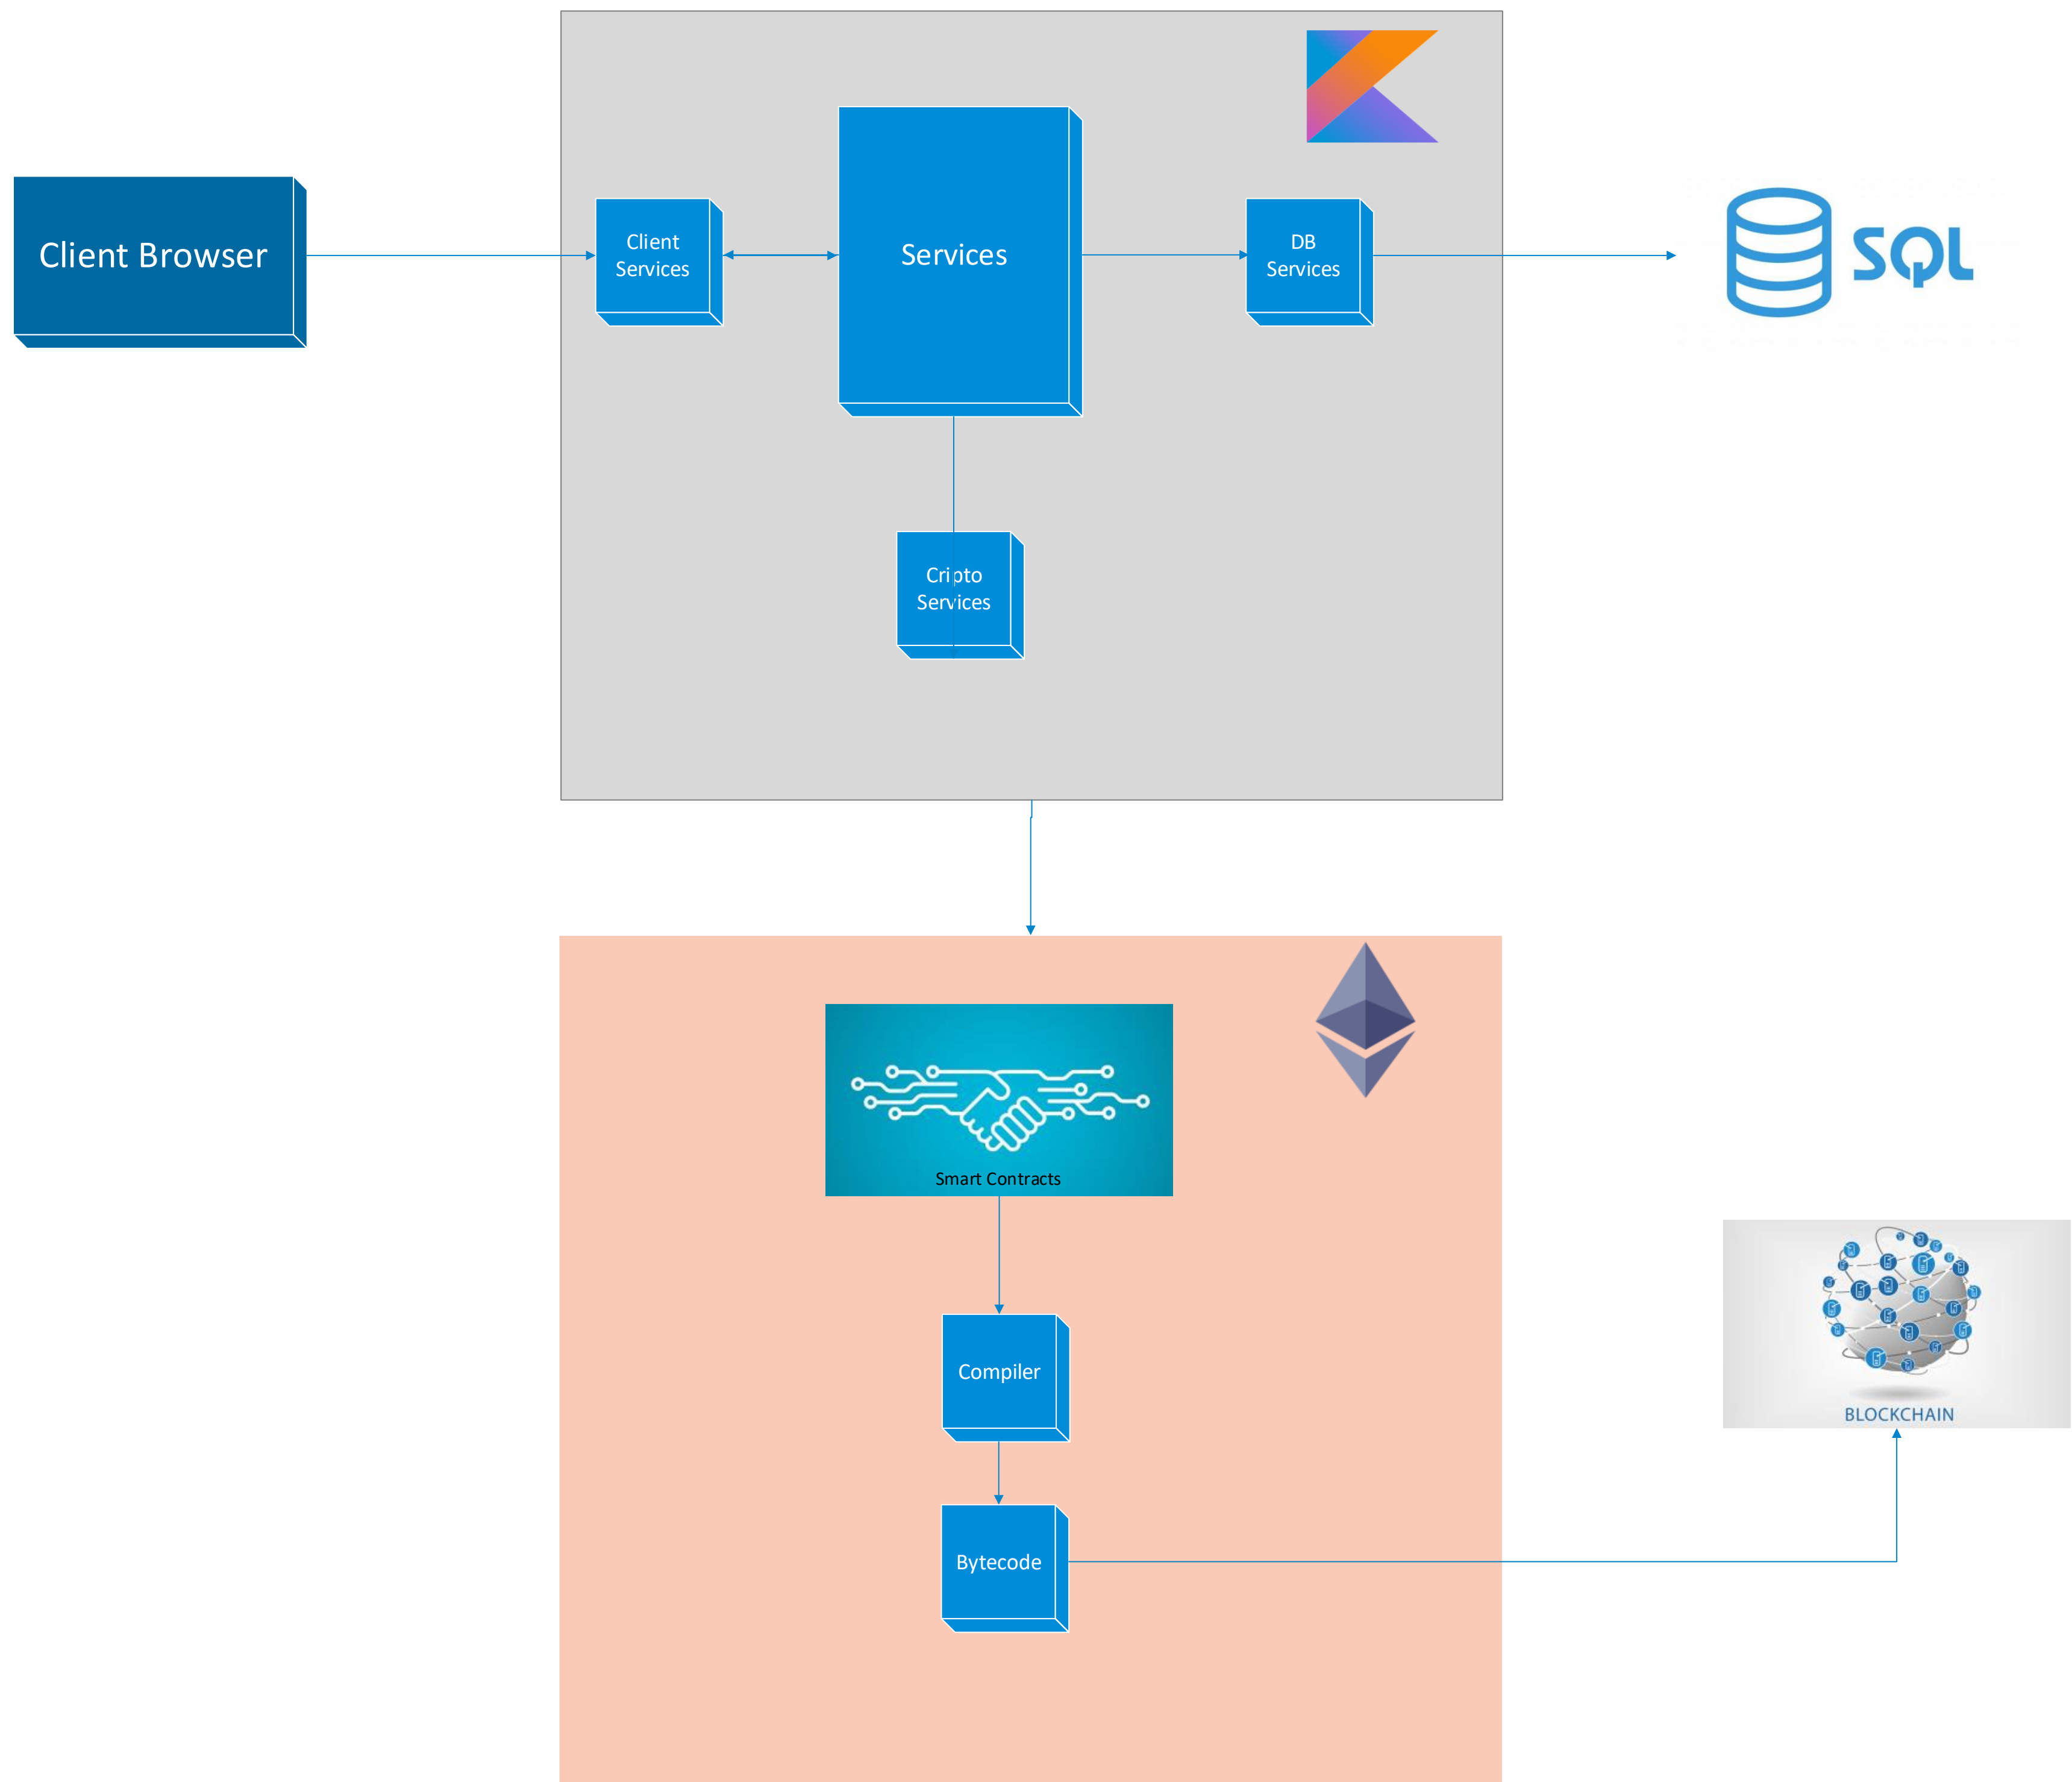 Client Browser
Client
Services
Services
DB
Services
SQL
Cripto
Services
Smart Contracts
Compiler
BLOCKCHAIN
Bytecode